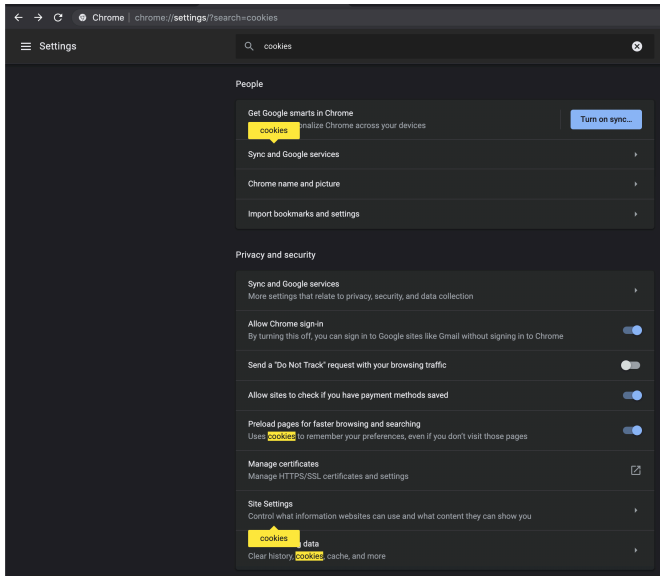 Chrome | chrome://settings/?search=cookies
Settings
cookies
People
Get Google smarts in Chrome
onalize Chrome across your devices
cookies
Turn on sync...
Sync and Google services
Chrome name and picture
Import bookmarks and settings
Privacy and security
Sync and Google services
More settings that relate to privacy, security, and data collection
Allow Chrome sign-in
By turning this off, you can sign in to Google sites like Gmail without signing in to Chrome
Send a "Do Not Track" request with your browsing traffic
Allow sites to check if you have payment methods saved
Preload pages for faster browsing and searching
Uses cookies to remember your preferences, even if you don't visit those pages
Manage certificates
Manage HTTPS/SSL certificates and settings
Site Settings
Control what information websites can use and what content they can show you
cookies
data
Clear history, cookies, cache, and more